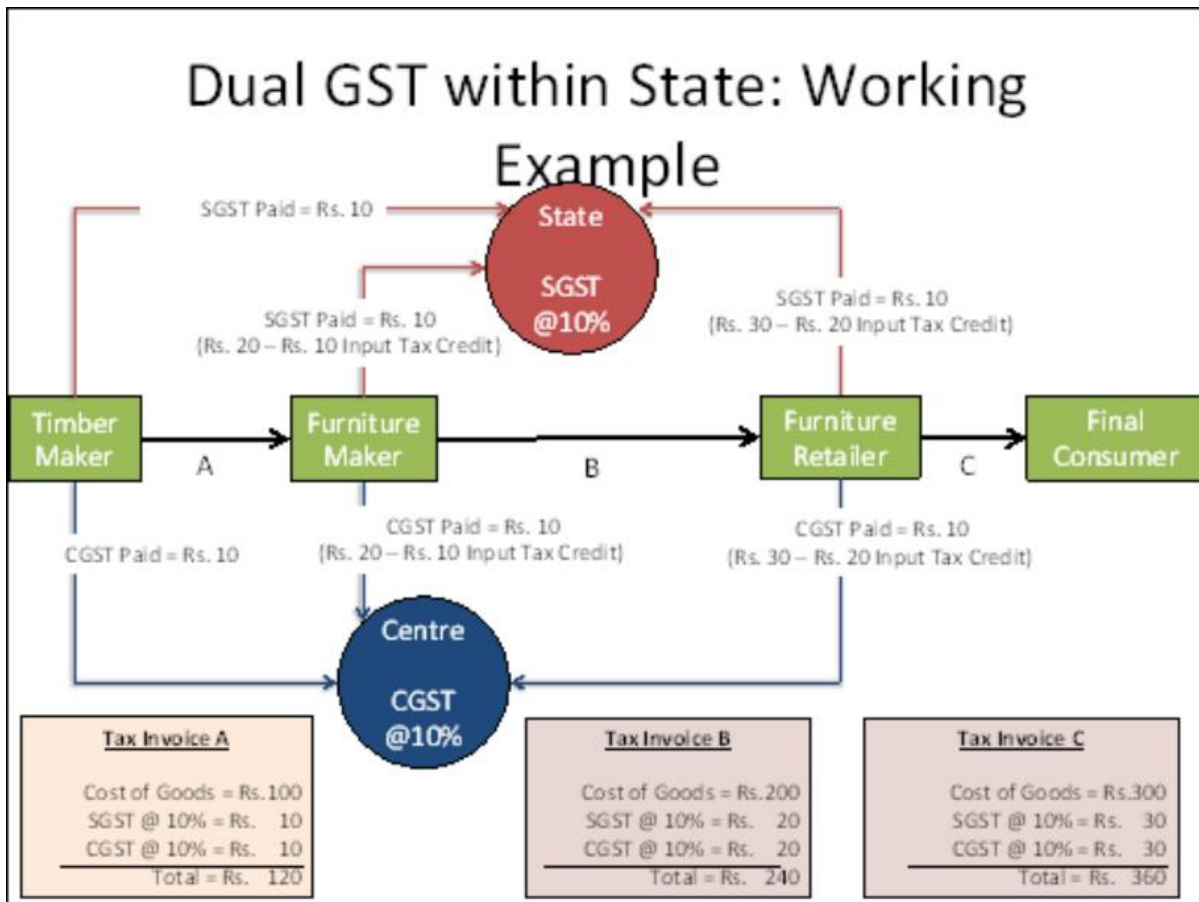 Dual GST within State: Working
Example
SGST Paid = Rs. 10
State
SGST
@10%
SGST Paid = Rs. 10
(Rs. 20 – Rs. 10 Input Tax Credit)
SGST Paid = Rs. 10
(Rs. 30 – Rs. 20 Input Tax Credit)
Timber
Maker
A
Furniture
Maker
B
Furniture
Retailer
C
Final
Consumer
CGST Paid = Rs. 10
CGST Paid = Rs. 10
(Rs. 20 – Rs. 10 Input Tax Credit)
CGST Paid = Rs. 10
(Rs. 30 – Rs. 20 Input Tax Credit)
Centre
CGST
@10%
Tax Invoice A
Cost of Goods = Rs.100
SGST @ 10% = Rs. 10
CGST @ 10% = Rs. 10
Total = Rs. 120
Tax Invoice B
Cost of Goods = Rs.200
SGST @ 10% = Rs. 20
CGST @ 10% = Rs. 20
Total = Rs. 240
Tax Invoice C
Cost of Goods = Rs.300
SGST @ 10% = Rs. 30
CGST @ 10% = Rs. 30
Total = Rs. 360